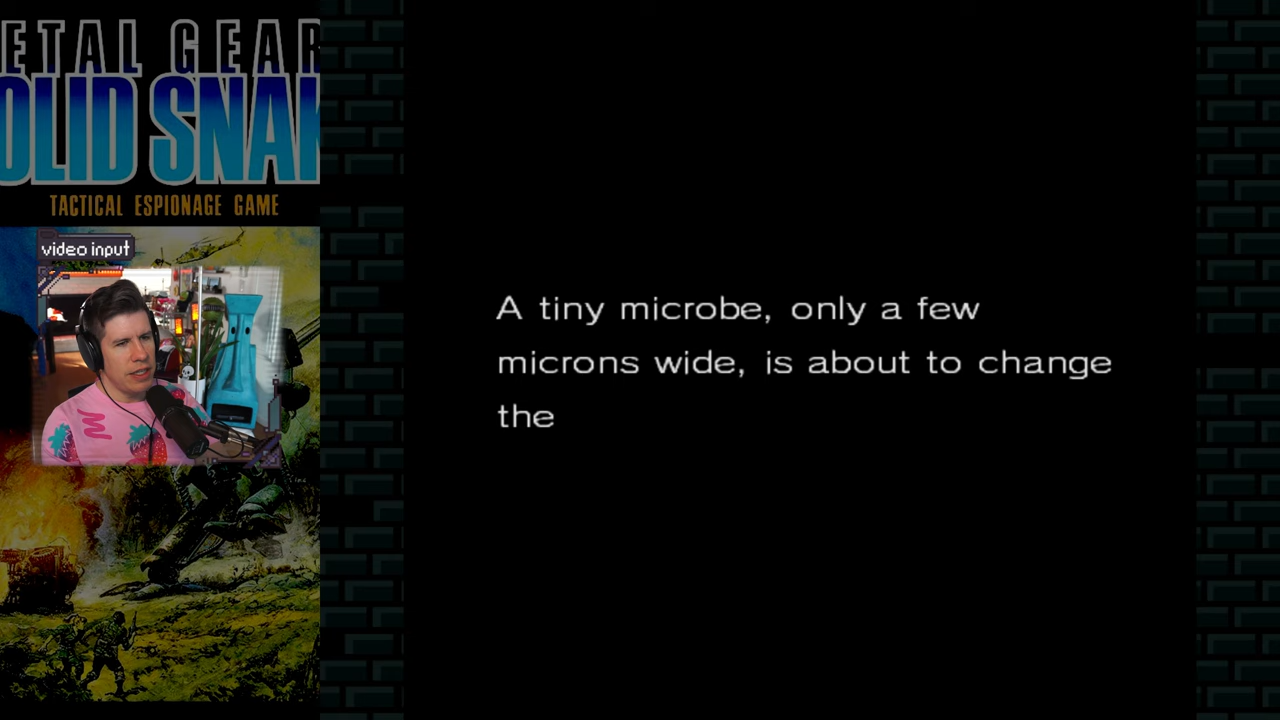 ETAL GEAR
OLID SNAK
TACTICAL ESPIONAGE GAME
video input
A tiny microbe, only a few
microns wide, is about to change
the